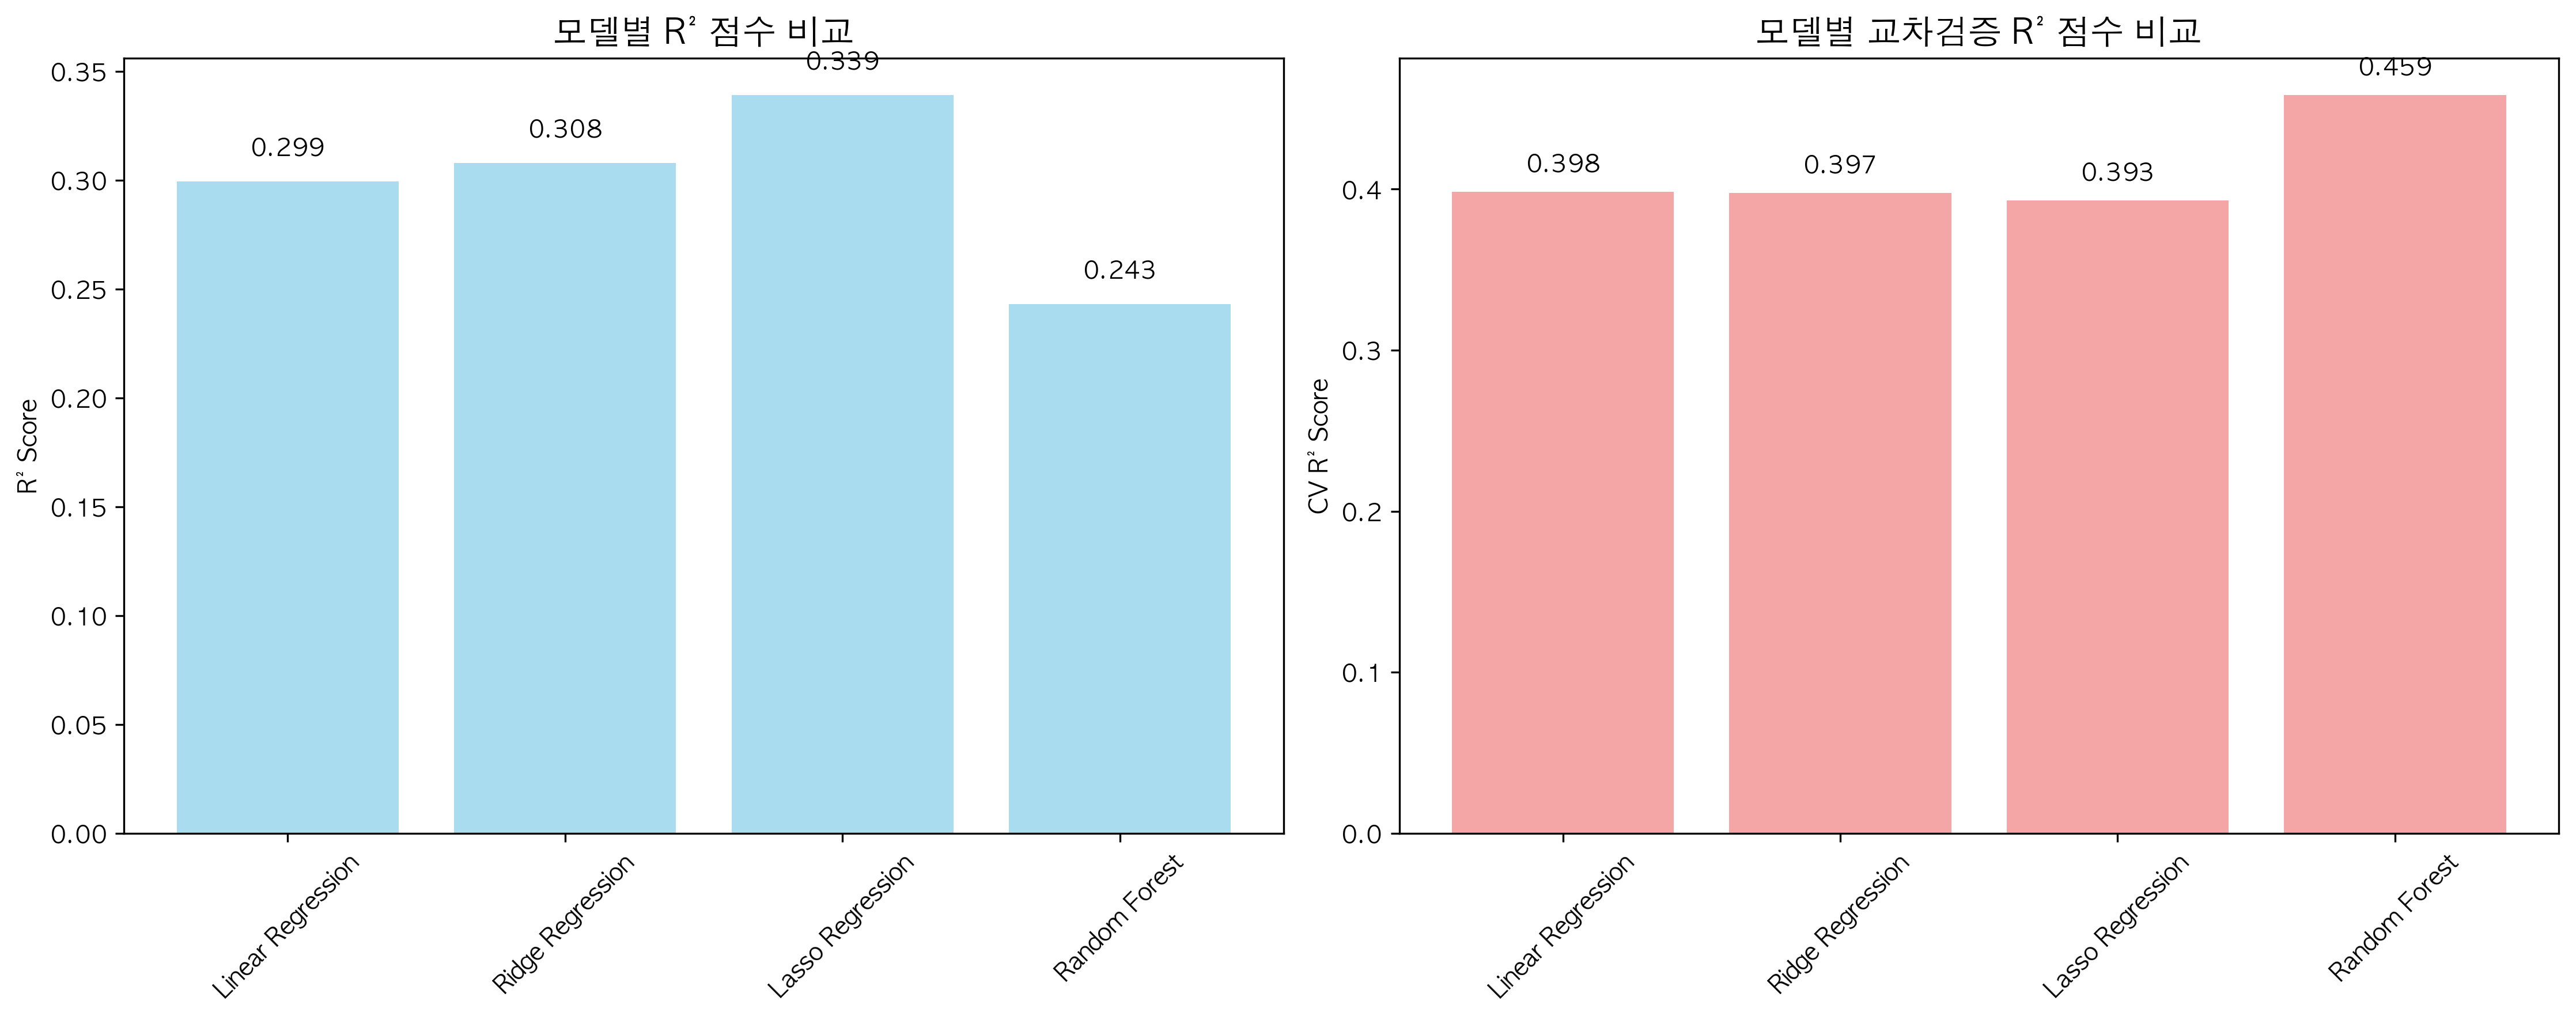 모델별 R² 점수 비교
R² Score
0.35
0.30
0.25
0.20
0.15
0.10
0.05
0.00
0.299
0.308
0.339
0.243
Linear Regression
Ridge Regression
Lasso Regression
Random Forest
모델별 교차검증 R² 점수 비교
CV R² Score
0.4
0.3
0.2
0.1
0.0
0.398
0.397
0.393
0.459
Linear Regression
Ridge Regression
Lasso Regression
Random Forest